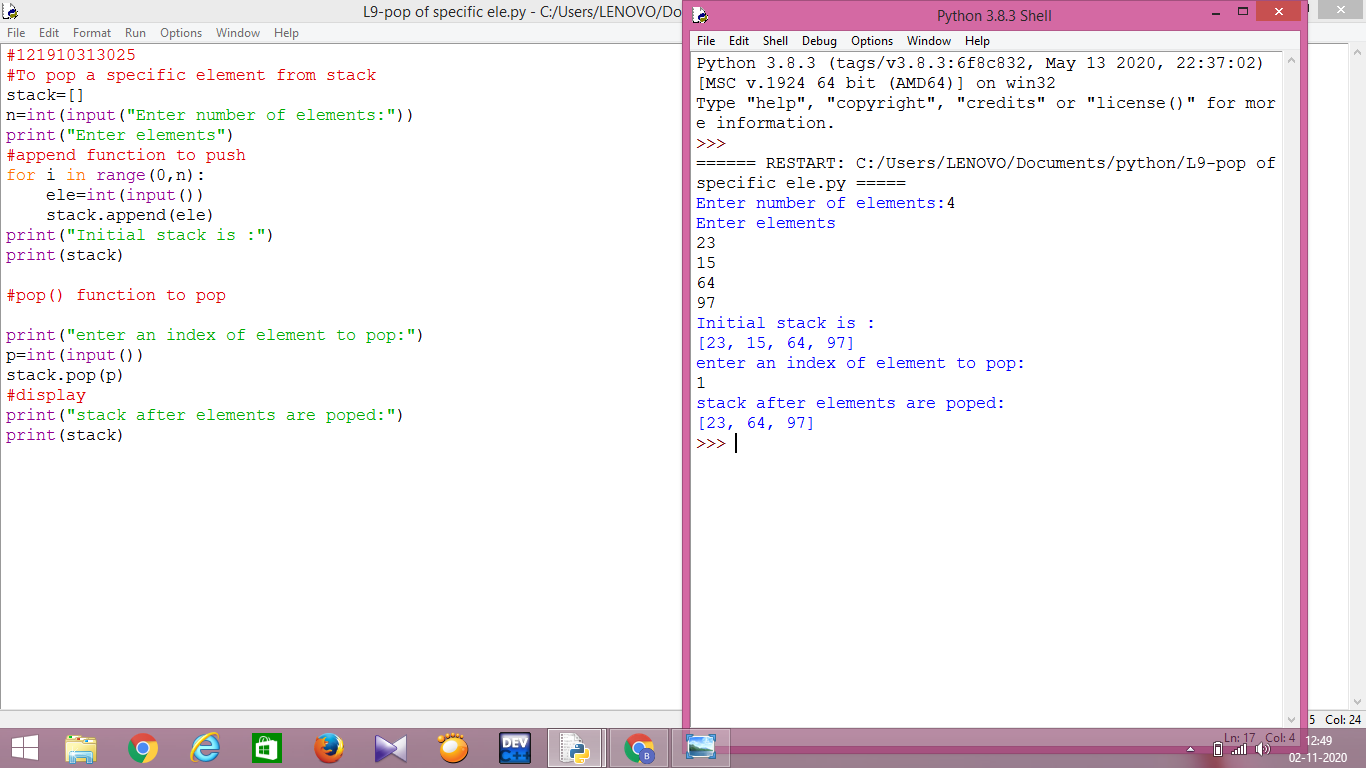 L9-pop of specific ele.py - C:/Users/LENOVO/Do
File Edit Format Run Options Window Help
#121910313025
#To pop a specific element from stack
stack=[]
n=int(input("Enter number of elements:"))
print("Enter elements")
#append function to push
for i in range(0,n):
    ele=int(input())
    stack.append(ele)
print("Initial stack is :")
print(stack)
#pop() function to pop
print("enter an index of element to pop:")
p=int(input())
stack.pop(p)
#display
print("stack after elements are poped:")
print(stack)
Python 3.8.3 Shell
File Edit Shell Debug Options Window Help
Python 3.8.3 (tags/v3.8.3:6f8c832, May 13 2020, 22:37:02)
[MSC v.1924 64 bit (AMD64)] on win32
Type "help", "copyright", "credits" or "license()" for mor
e information.
>>>
====== RESTART: C:/Users/LENOVO/Documents/python/L9-pop of
specific ele.py =====
Enter number of elements:4
Enter elements
23
15
64
97
Initial stack is :
[23, 15, 64, 97]
enter an index of element to pop:
1
stack after elements are poped:
[23, 64, 97]
>>>
5 Col: 24
Ln: 17 Col: 4
DEV
C++
B
12:49
02-11-2020